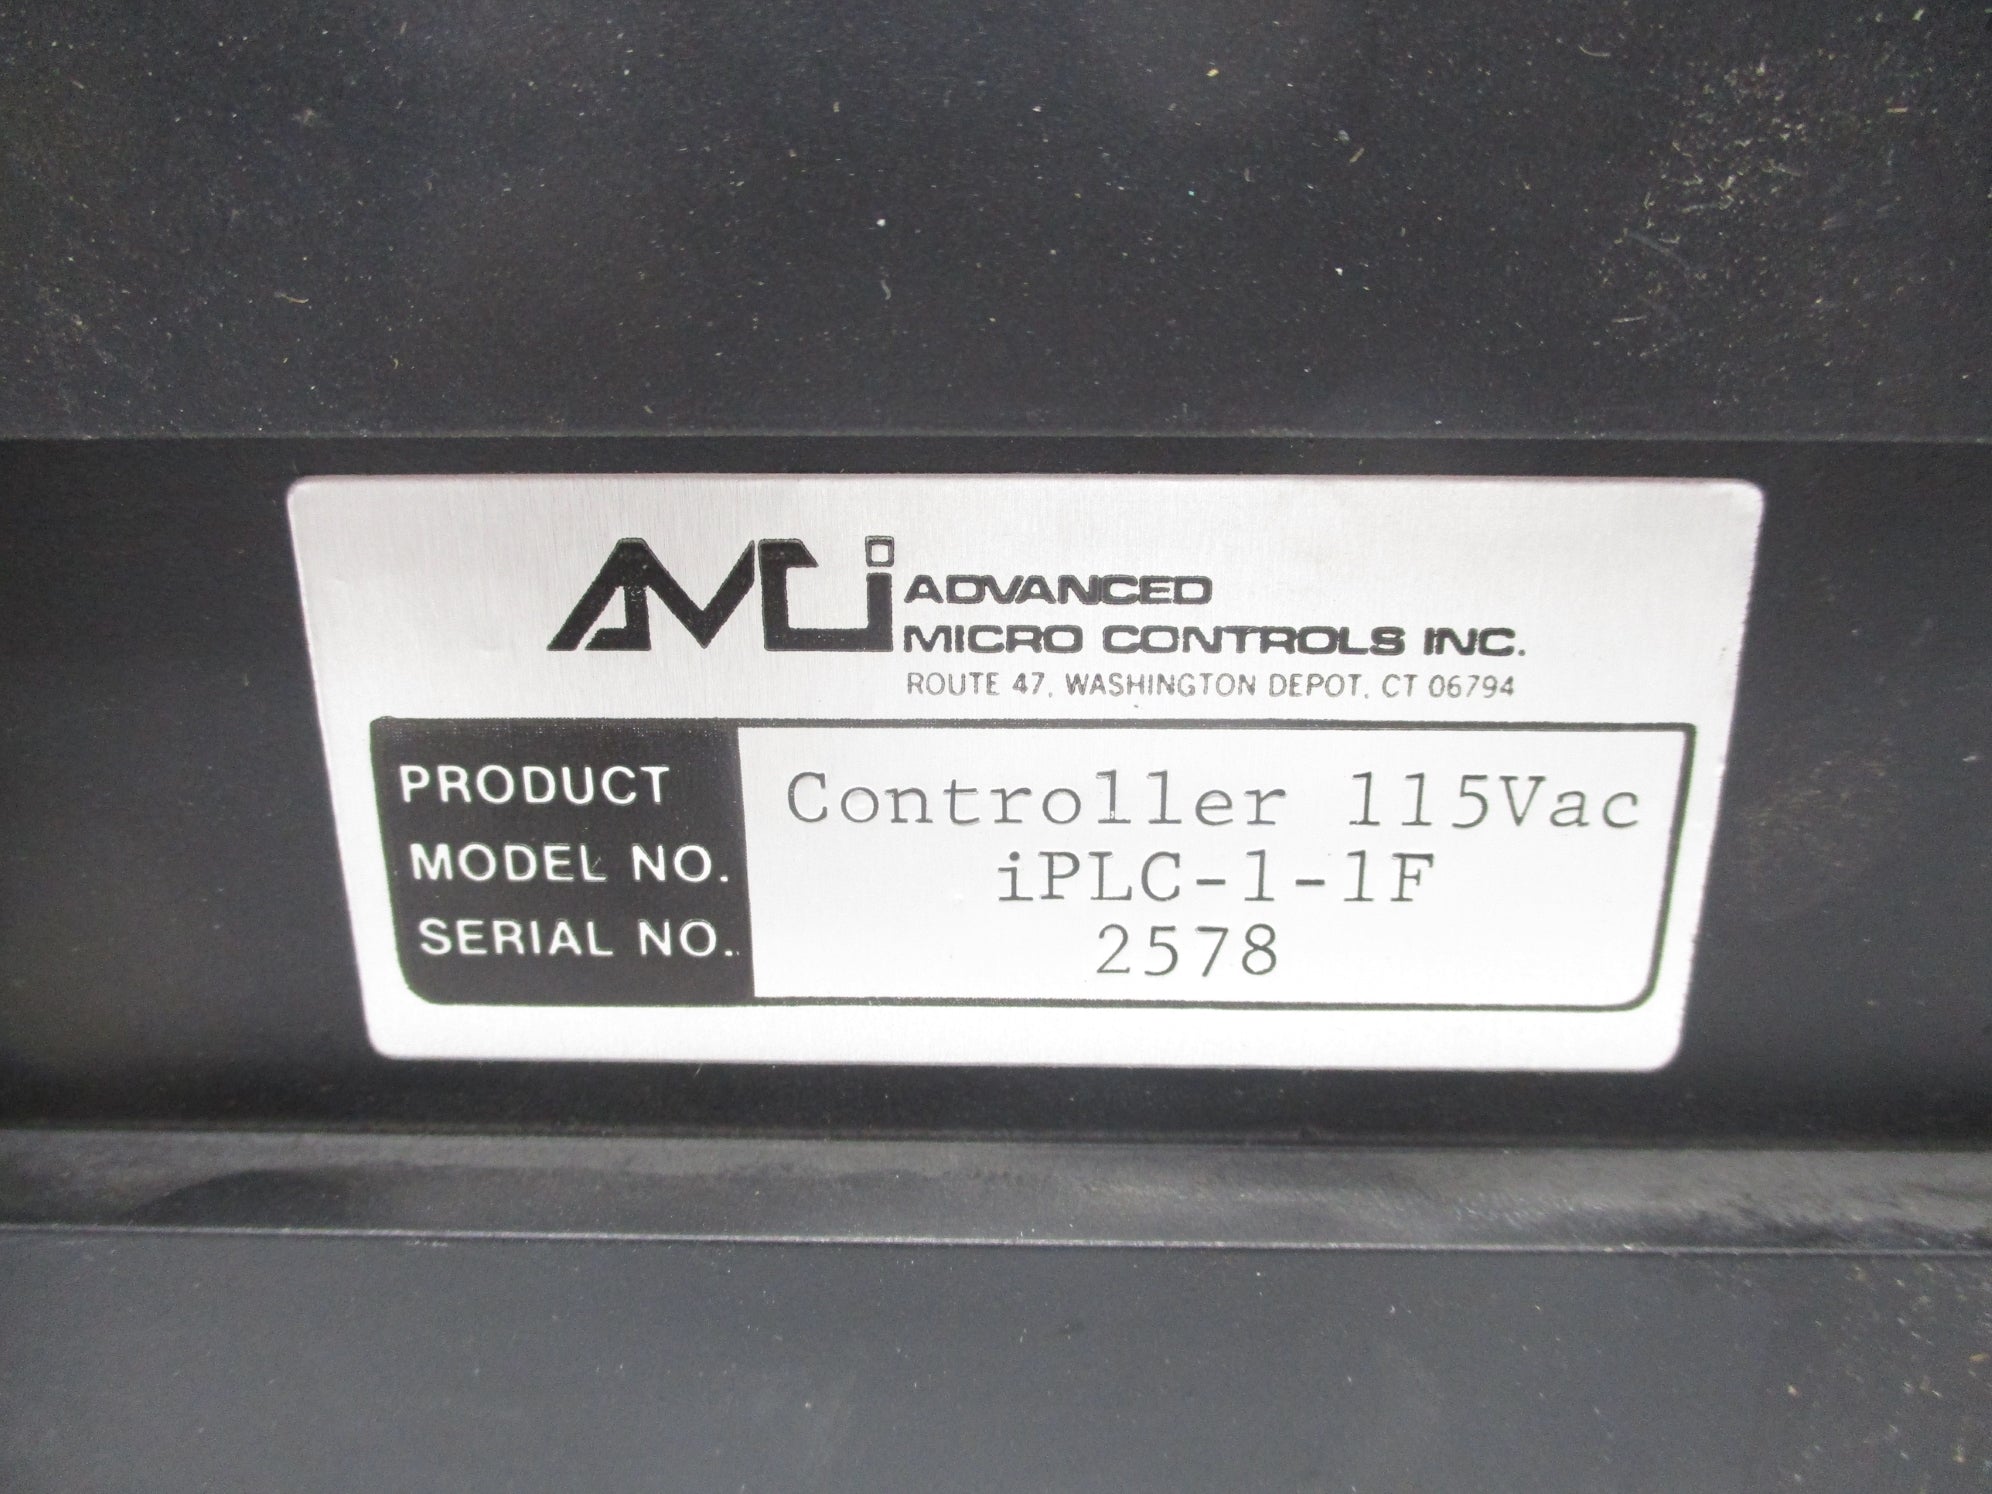 AMCi ADVANCED
MICRO CONTROLS INC.
ROUTE 47, WASHINGTON DEPOT, CT 06794
PRODUCT Controller 115Vac
MODEL NO. iPLC-1-1F
SERIAL NO. 2578